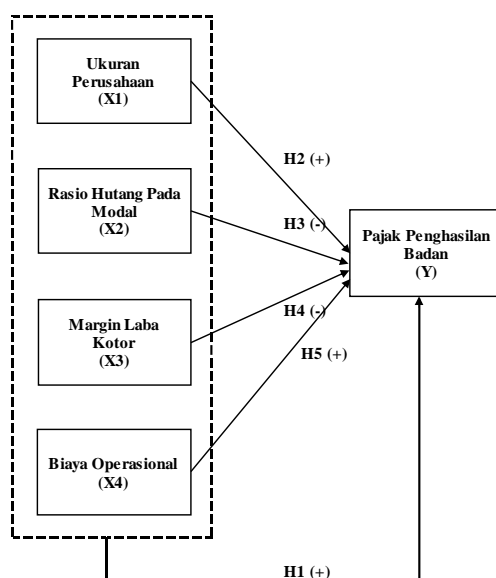 Ukuran
Perusahaan
(X1)
H2 (+)
Rasio Hutang Pada
Modal
(X2)
H3 (-)
Pajak Penghasilan
Badan
(Y)
Margin Laba
Kotor
(X3)
H4 (-)
H5 (+)
Biaya Operasional
(X4)
H1 (+)